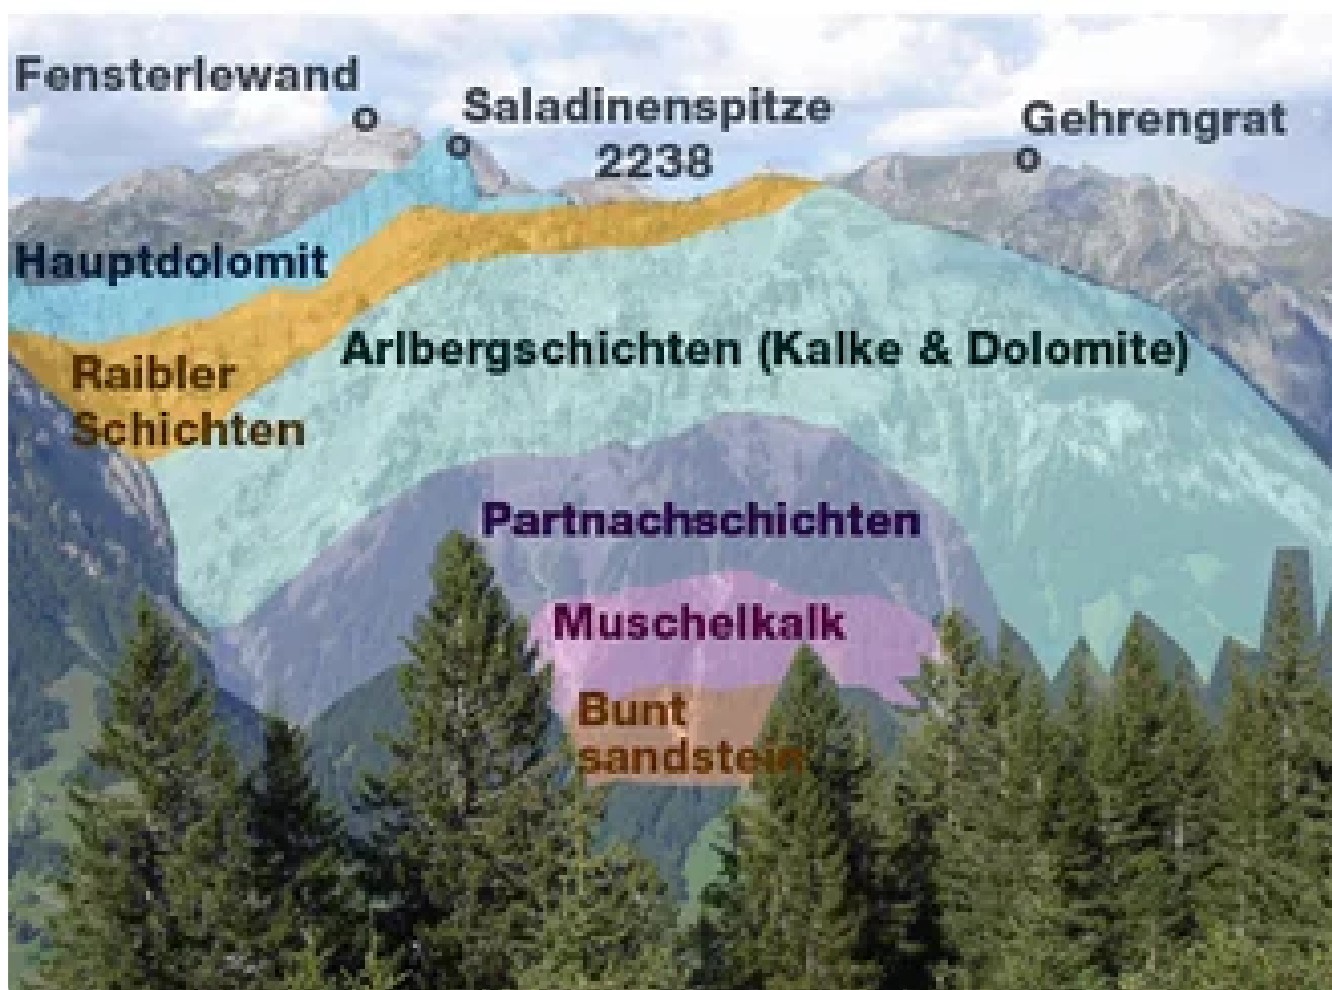 Fensterlewand
Saladinenspitze
2238
Gehrengrat
Hauptdolomit
Arlbergschichten (Kalke & Dolomite)
Raibler
Schichten
Partnachschichten
Muschelkalk
Bunt
sandstein